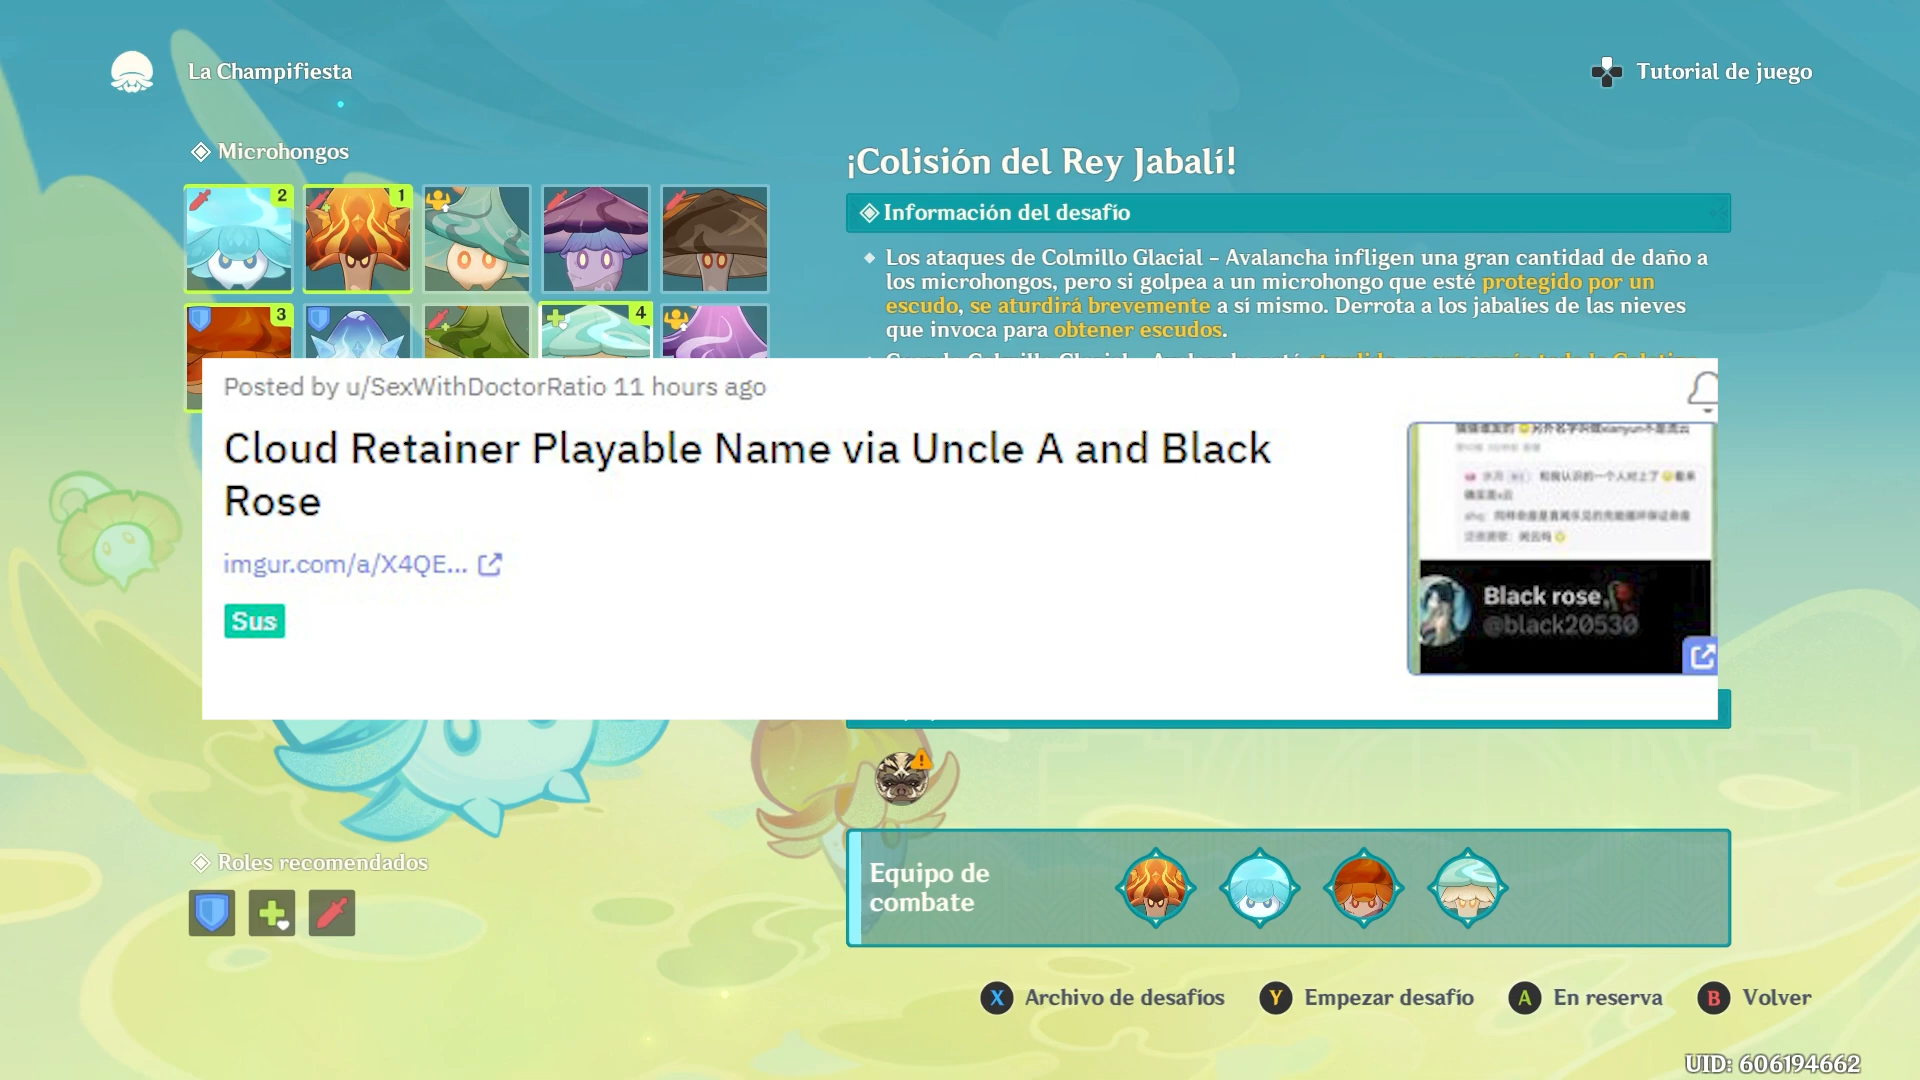 La Champifiesta
Tutorial de juego
Microhongos
2
1
3
4
¡Colisión del Rey Jabalí!
Información del desafío
Los ataques de Colmillo Glacial – Avalancha infligen una gran cantidad de daño a
los microhongos, pero si golpea a un microhongo que esté protegido por un
escudo, se aturdirá brevemente a sí mismo. Derrota a los jabalíes de las nieves
que invoca para obtener escudos.
Posted by u/SexWithDoctorRatio 11 hours ago
Cloud Retainer Playable Name via Uncle A and Black
Rose
imgur.com/a/X4QE...
Sus
Black rose
@black20530
Roles recomendados
Equipo de
combate
X Archivo de desafíos
Y Empezar desafío
A En reserva
B Volver
UID: 606194662